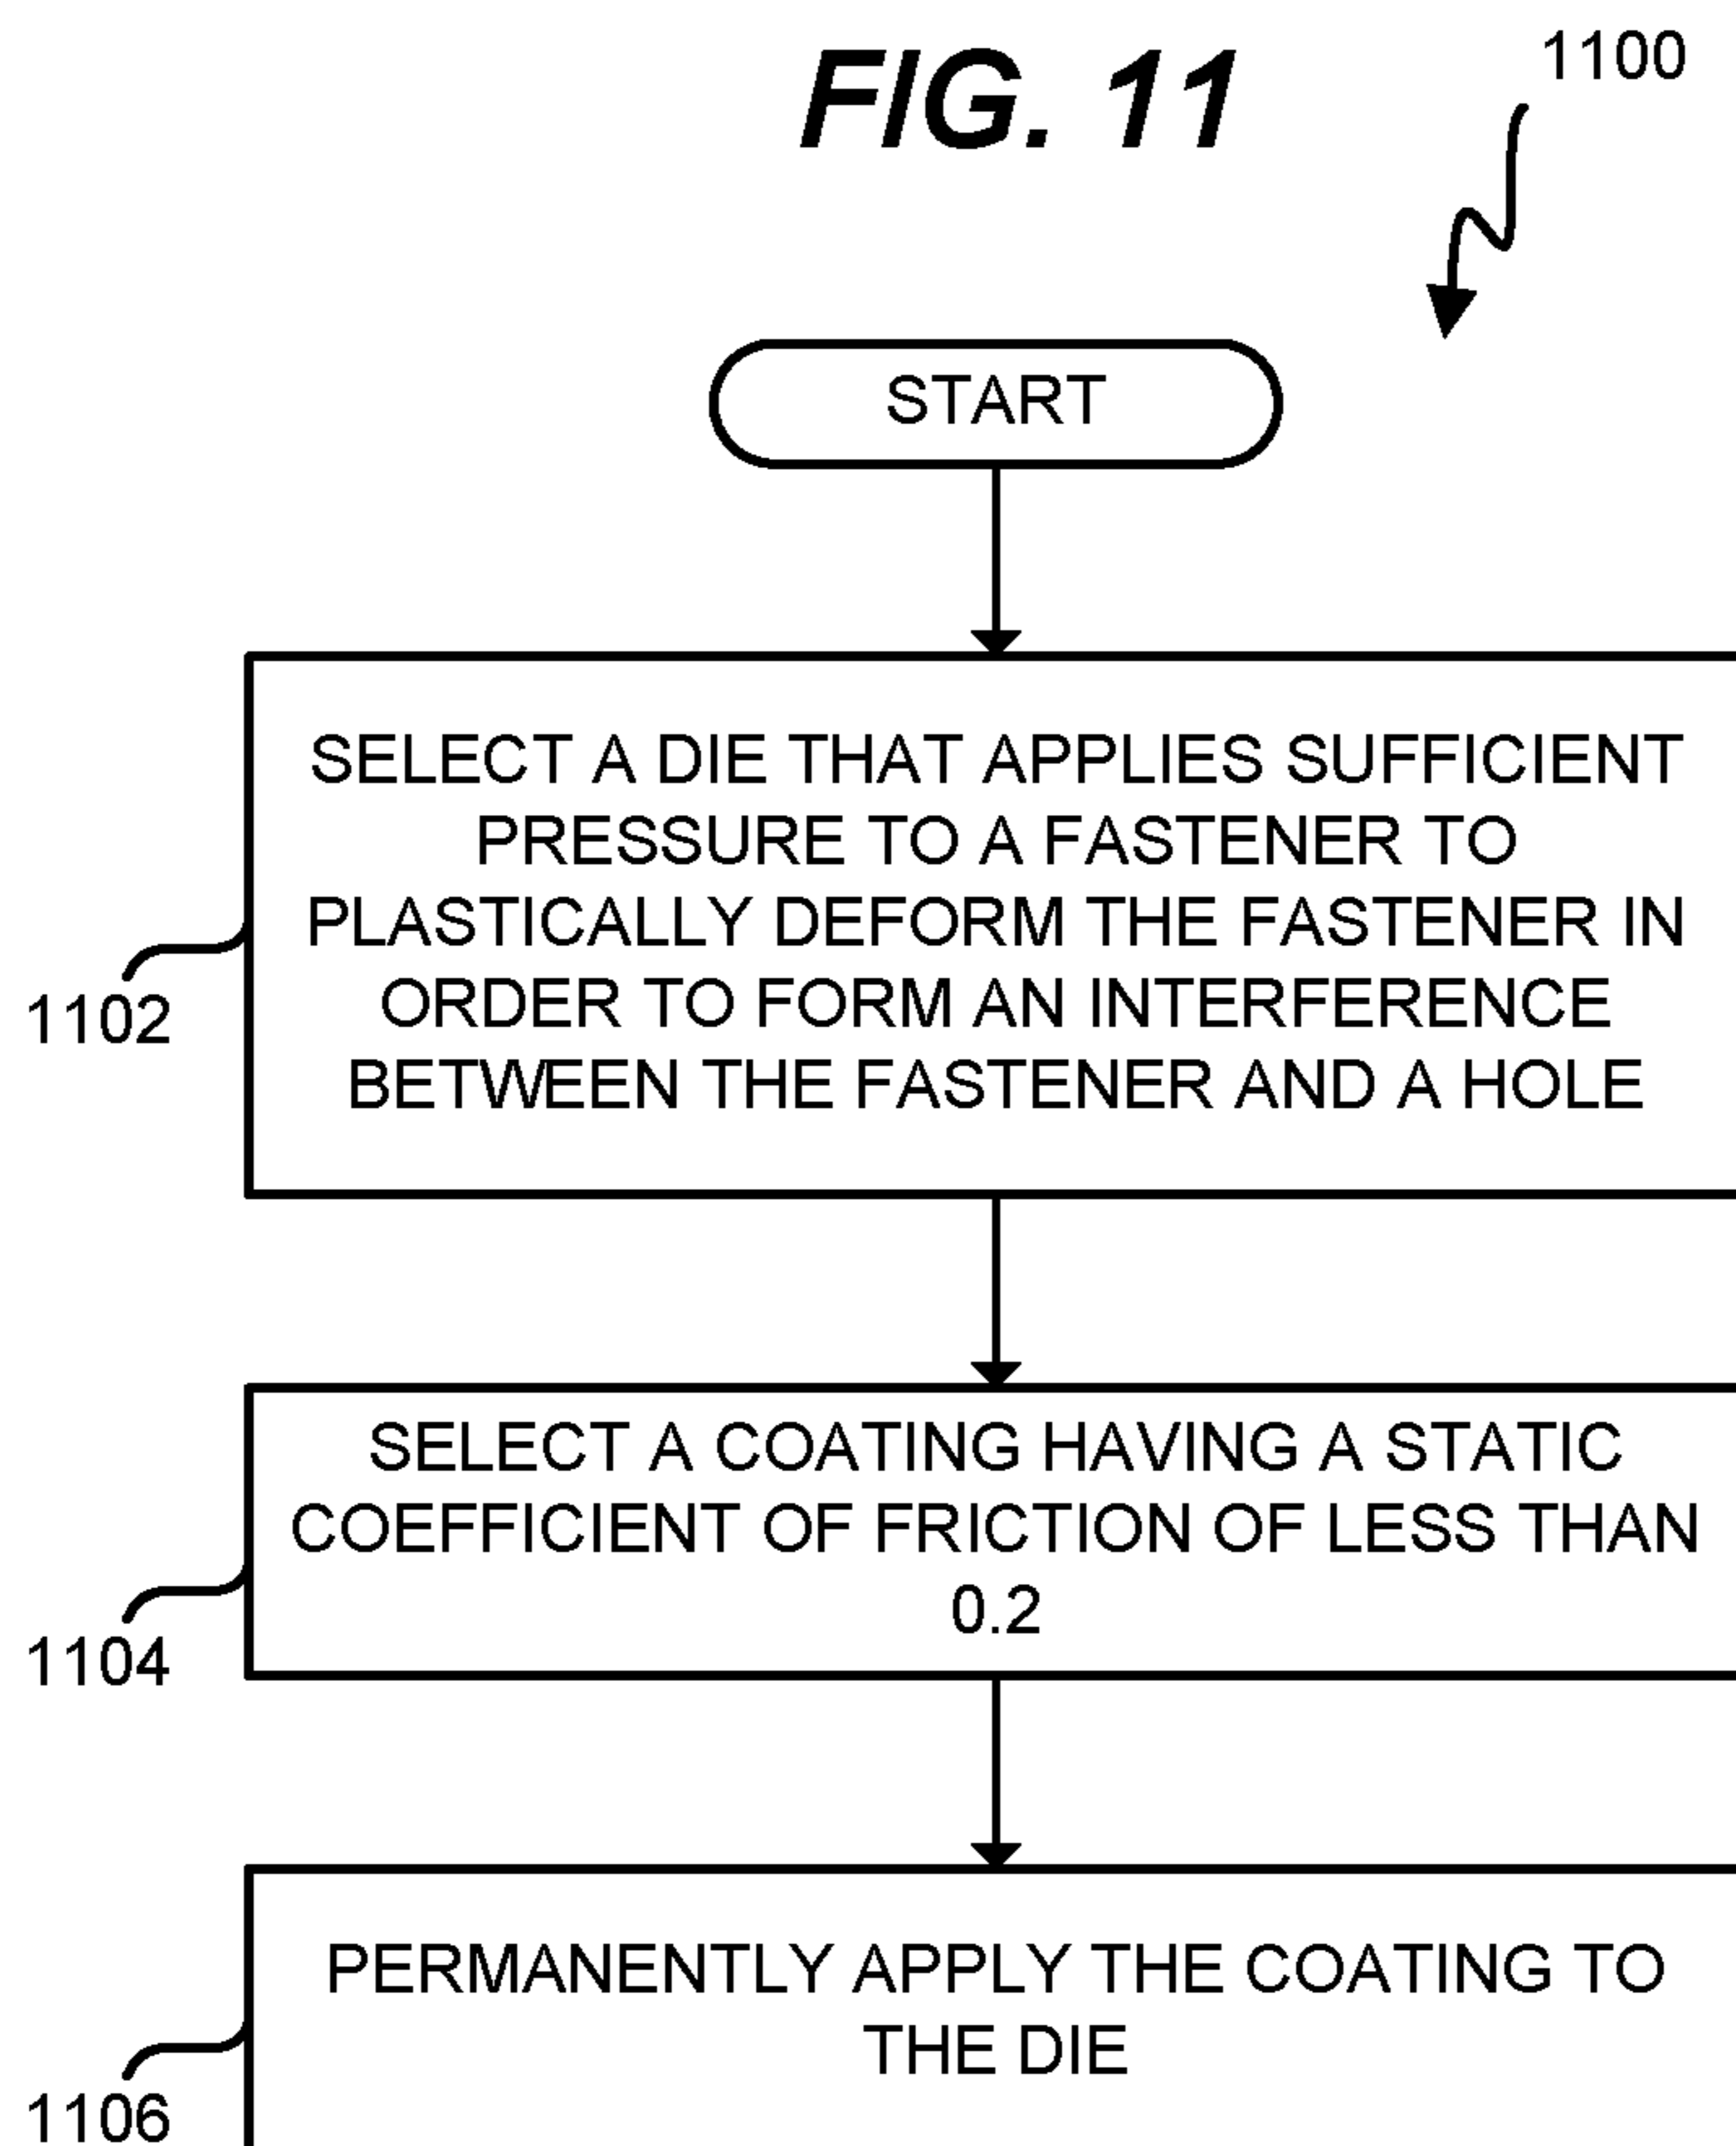 FIG. 11
1100
START
SELECT A DIE THAT APPLIES SUFFICIENT
PRESSURE TO A FASTENER TO
PLASTICALLY DEFORM THE FASTENER IN
ORDER TO FORM AN INTERFERENCE
BETWEEN THE FASTENER AND A HOLE
1102
SELECT A COATING HAVING A STATIC
COEFFICIENT OF FRICTION OF LESS THAN
0.2
1104
PERMANENTLY APPLY THE COATING TO
THE DIE
1106